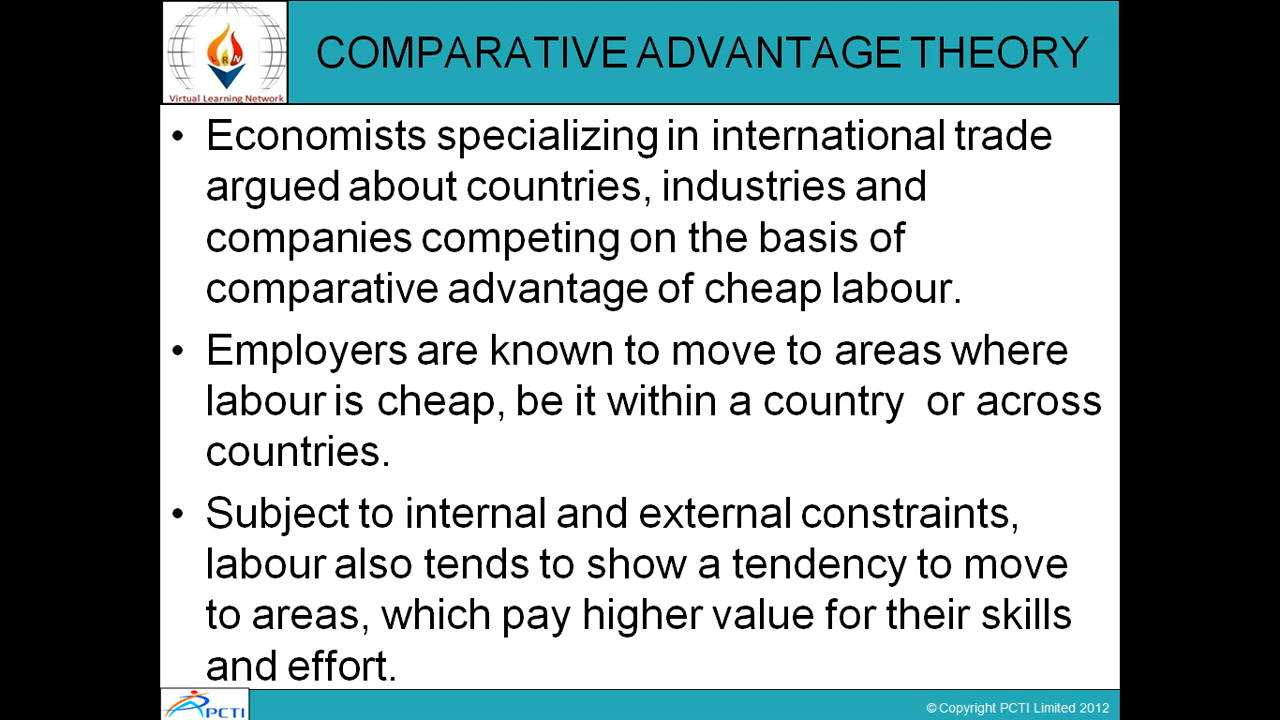 COMPARATIVE ADVANTAGE THEORY
Virtual Learning Network
• Economists specializing in international trade
argued about countries, industries and
companies competing on the basis of
comparative advantage of cheap labour.
• Employers are known to move to areas where
labour is cheap, be it within a country or across
countries.
• Subject to internal and external constraints,
labour also tends to show a tendency to move
to areas, which pay higher value for their skills
and effort.
PCTI
© Copyright PCTI Limited 2012